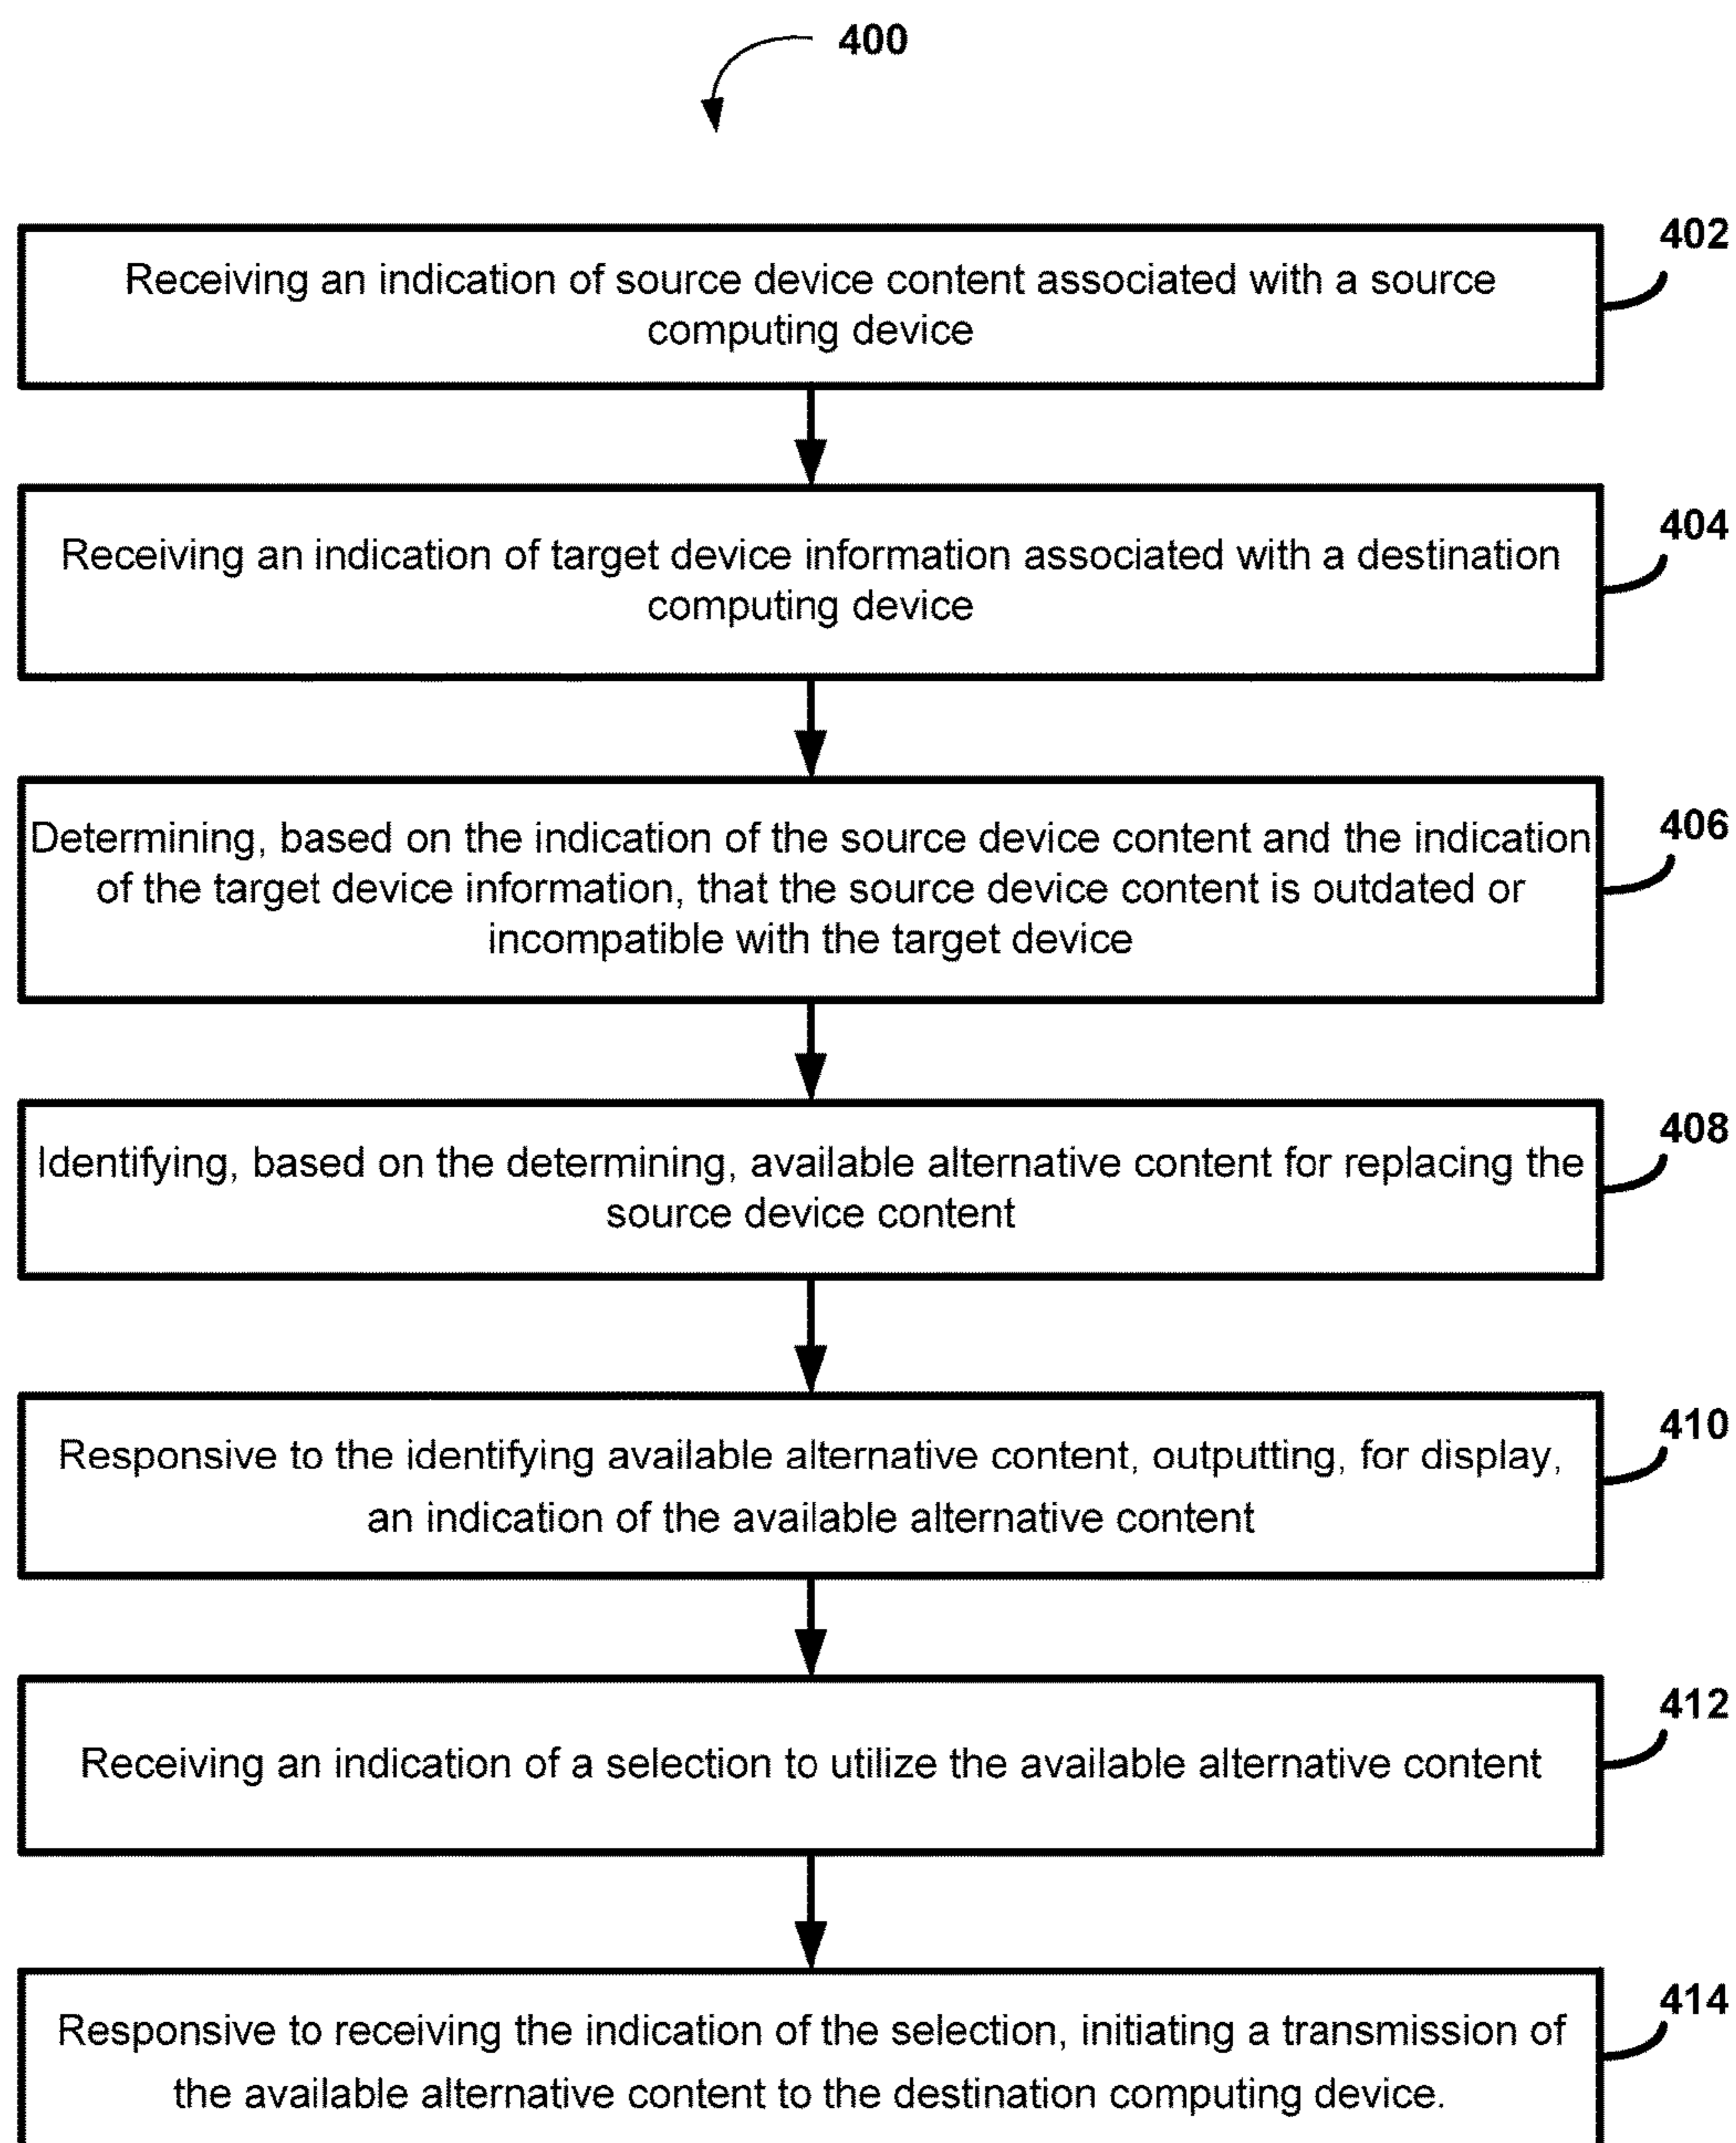 400
402
Receiving an indication of source device content associated with a source
computing device
404
Receiving an indication of target device information associated with a destination
computing device
406
Determining, based on the indication of the source device content and the indication
of the target device information, that the source device content is outdated or
incompatible with the target device
408
Identifying, based on the determining, available alternative content for replacing the
source device content
410
Responsive to the identifying available alternative content, outputting, for display,
an indication of the available alternative content
412
Receiving an indication of a selection to utilize the available alternative content
414
Responsive to receiving the indication of the selection, initiating a transmission of
the available alternative content to the destination computing device.